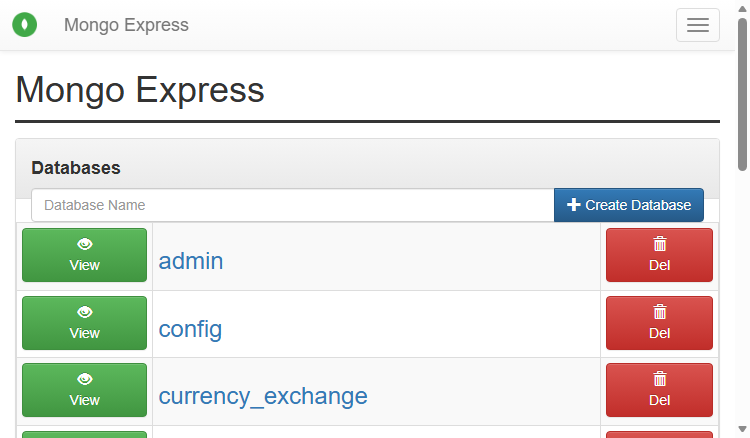 Mongo Express
Mongo Express
Databases
Database Name
Create Database
View
admin
Del
View
config
Del
View
currency_exchange
Del